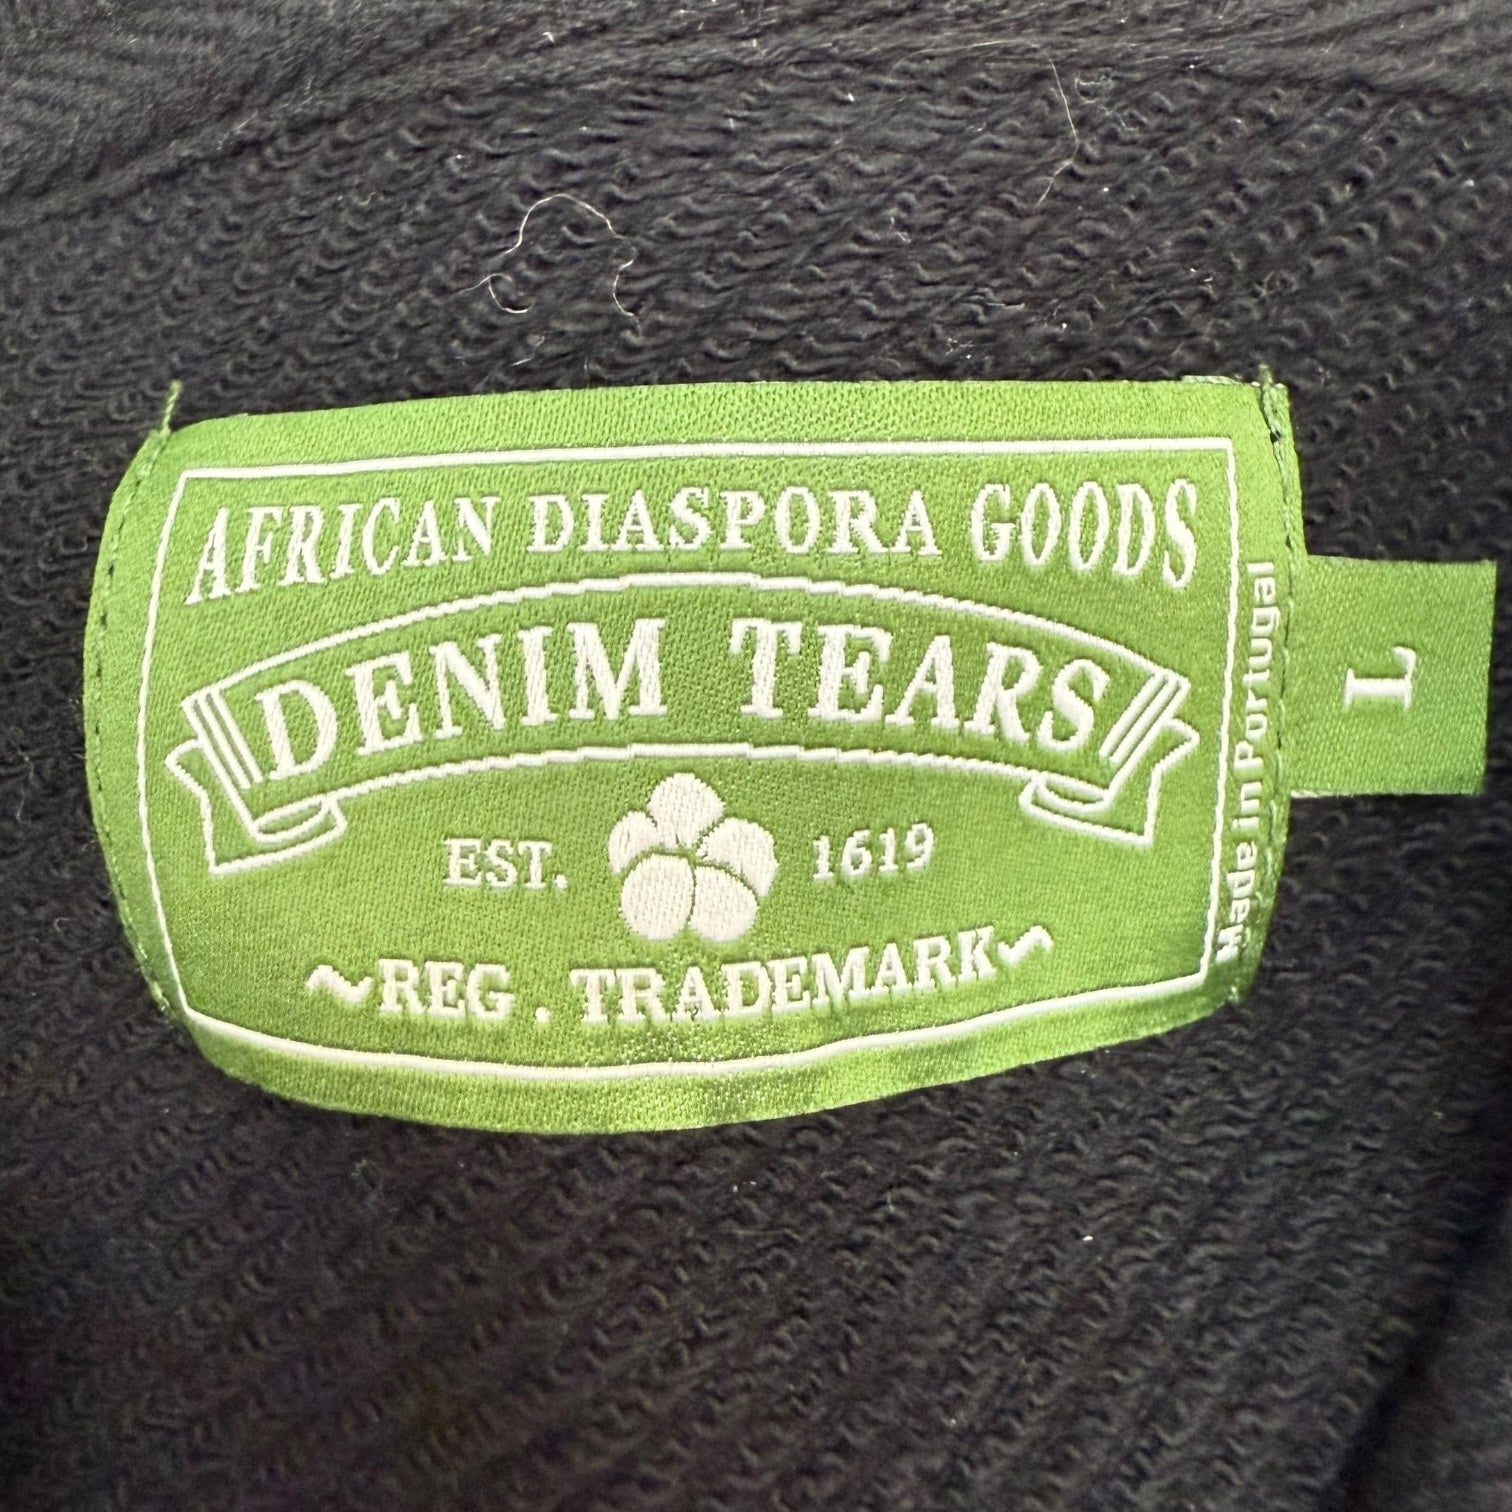 AFRICAN DIASPORA GOODS
DENIM TEARS
EST. 1619
~REG . TRADEMARK~
Made in Portugal
L